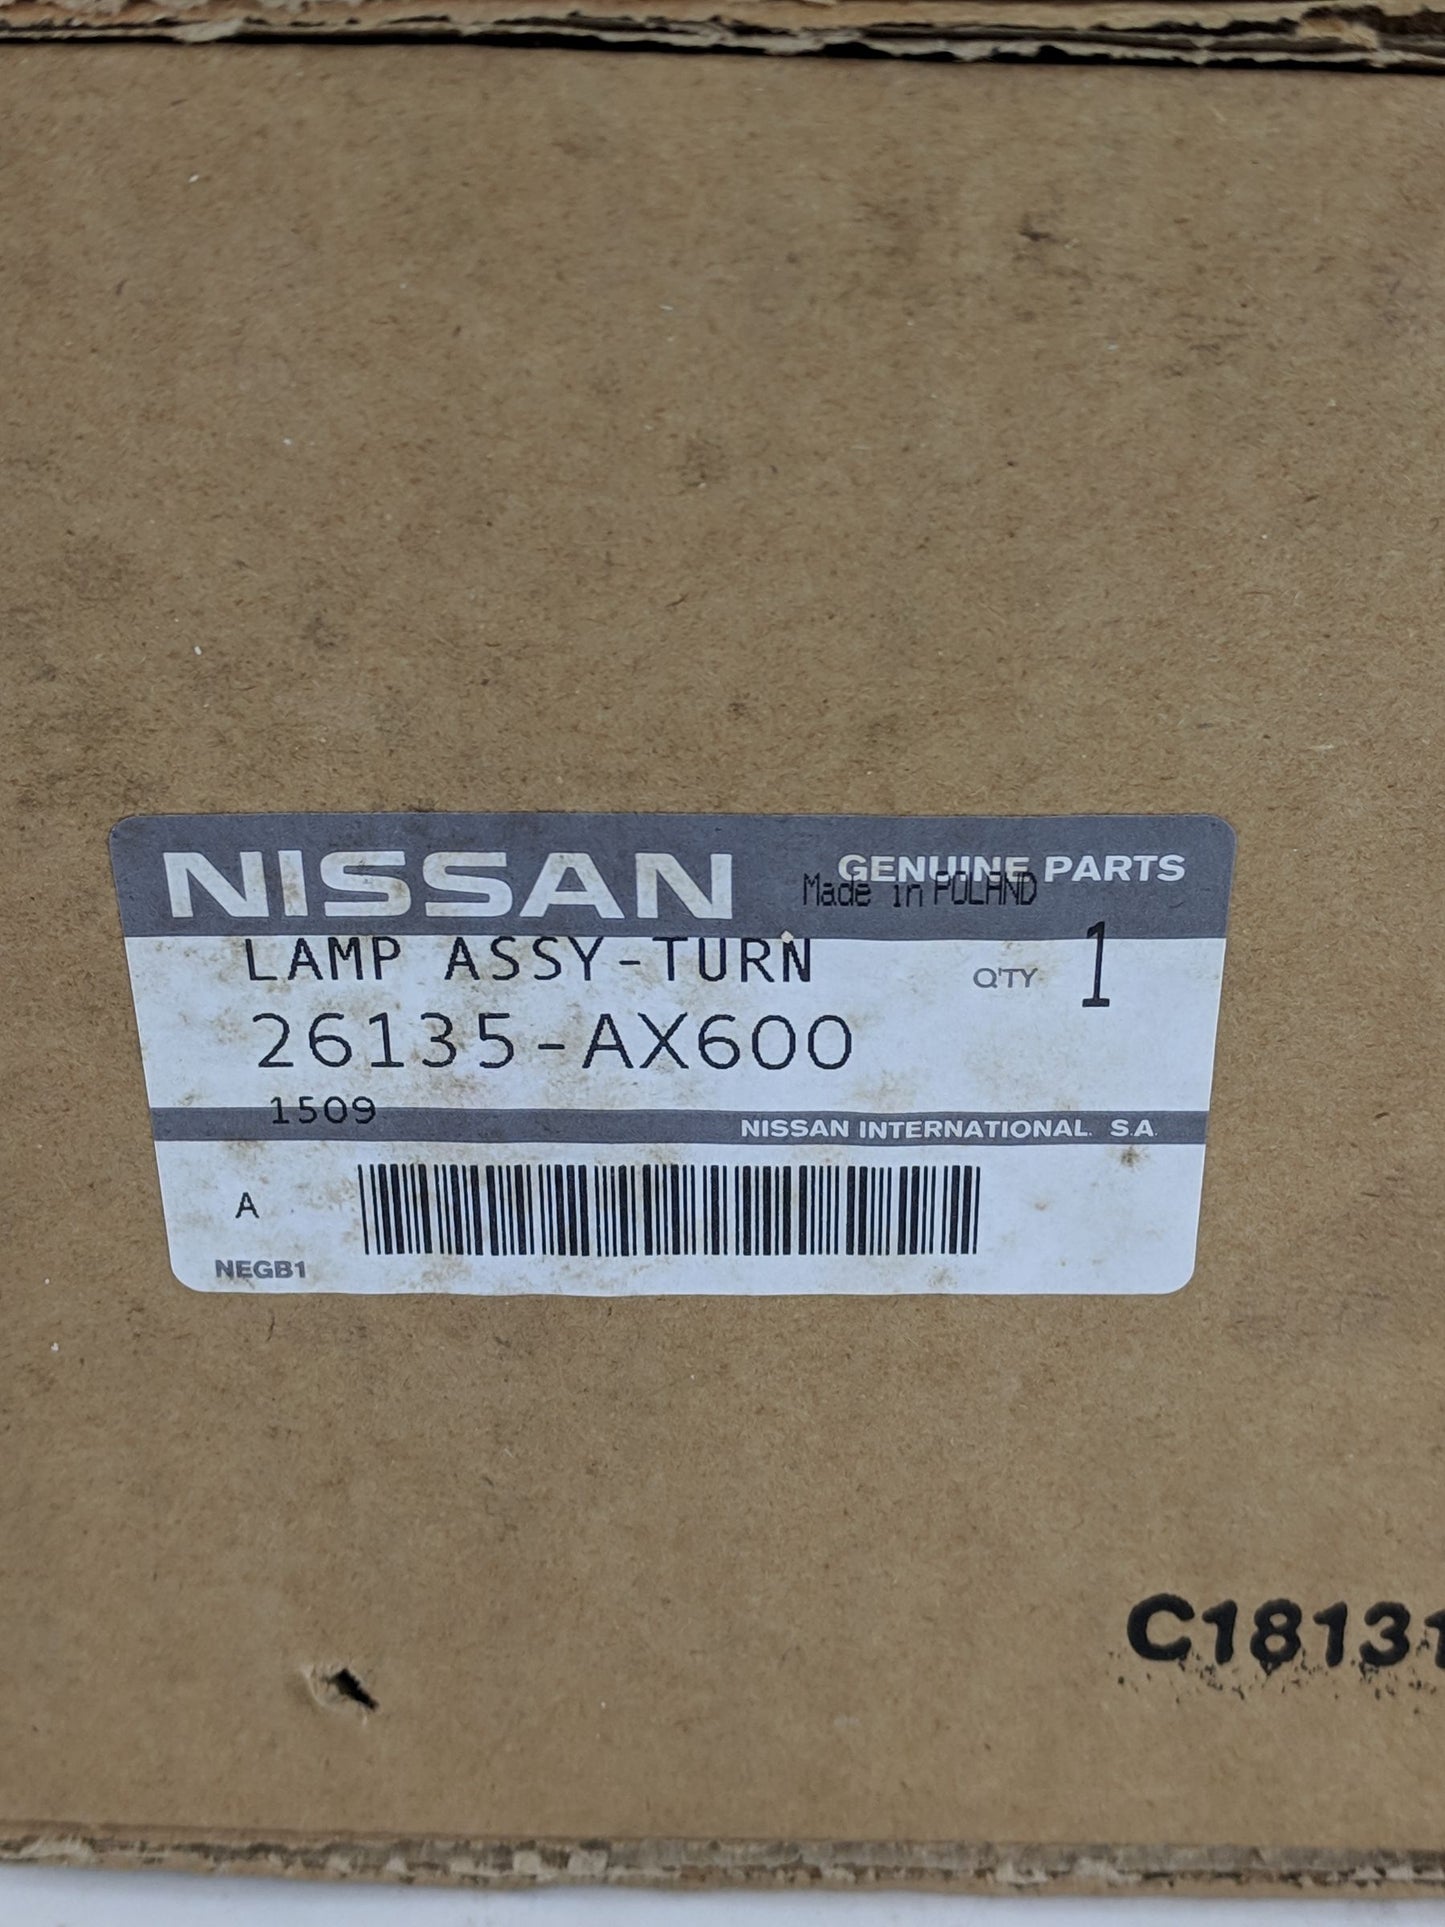 NISSAN
GENUINE PARTS
Made in POLAND
LAMP ASSY-TURN
Q'TY 1
26135-AX600
1509
NISSAN INTERNATIONAL S.A.
A
NEGB1
C18131